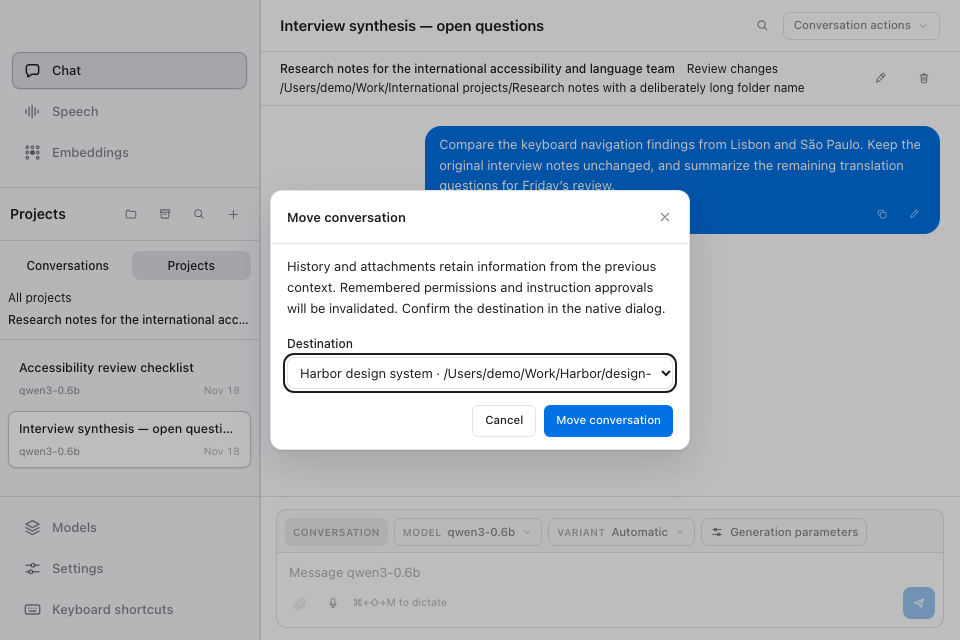 Interview synthesis — open questions
Conversation actions
Chat
Speech
Embeddings
Research notes for the international accessibility and language team Review changes
/Users/demo/Work/International projects/Research notes with a deliberately long folder name
Compare the keyboard navigation findings from Lisbon and São Paulo. Keep the
original interview notes unchanged, and summarize the remaining translation
questions for Friday's review.
Projects
Conversations
Projects
All projects
Research notes for the international acc...
Accessibility review checklist
qwen3-0.6b Nov 18
Interview synthesis — open questi...
qwen3-0.6b Nov 18
Move conversation
History and attachments retain information from the previous
context. Remembered permissions and instruction approvals
will be invalidated. Confirm the destination in the native dialog.
Destination
Harbor design system · /Users/demo/Work/Harbor/design-
Cancel
Move conversation
Models
Settings
Keyboard shortcuts
CONVERSATION
MODEL qwen3-0.6b
VARIANT Automatic
Generation parameters
Message qwen3-0.6b
⌘+⇧+M to dictate